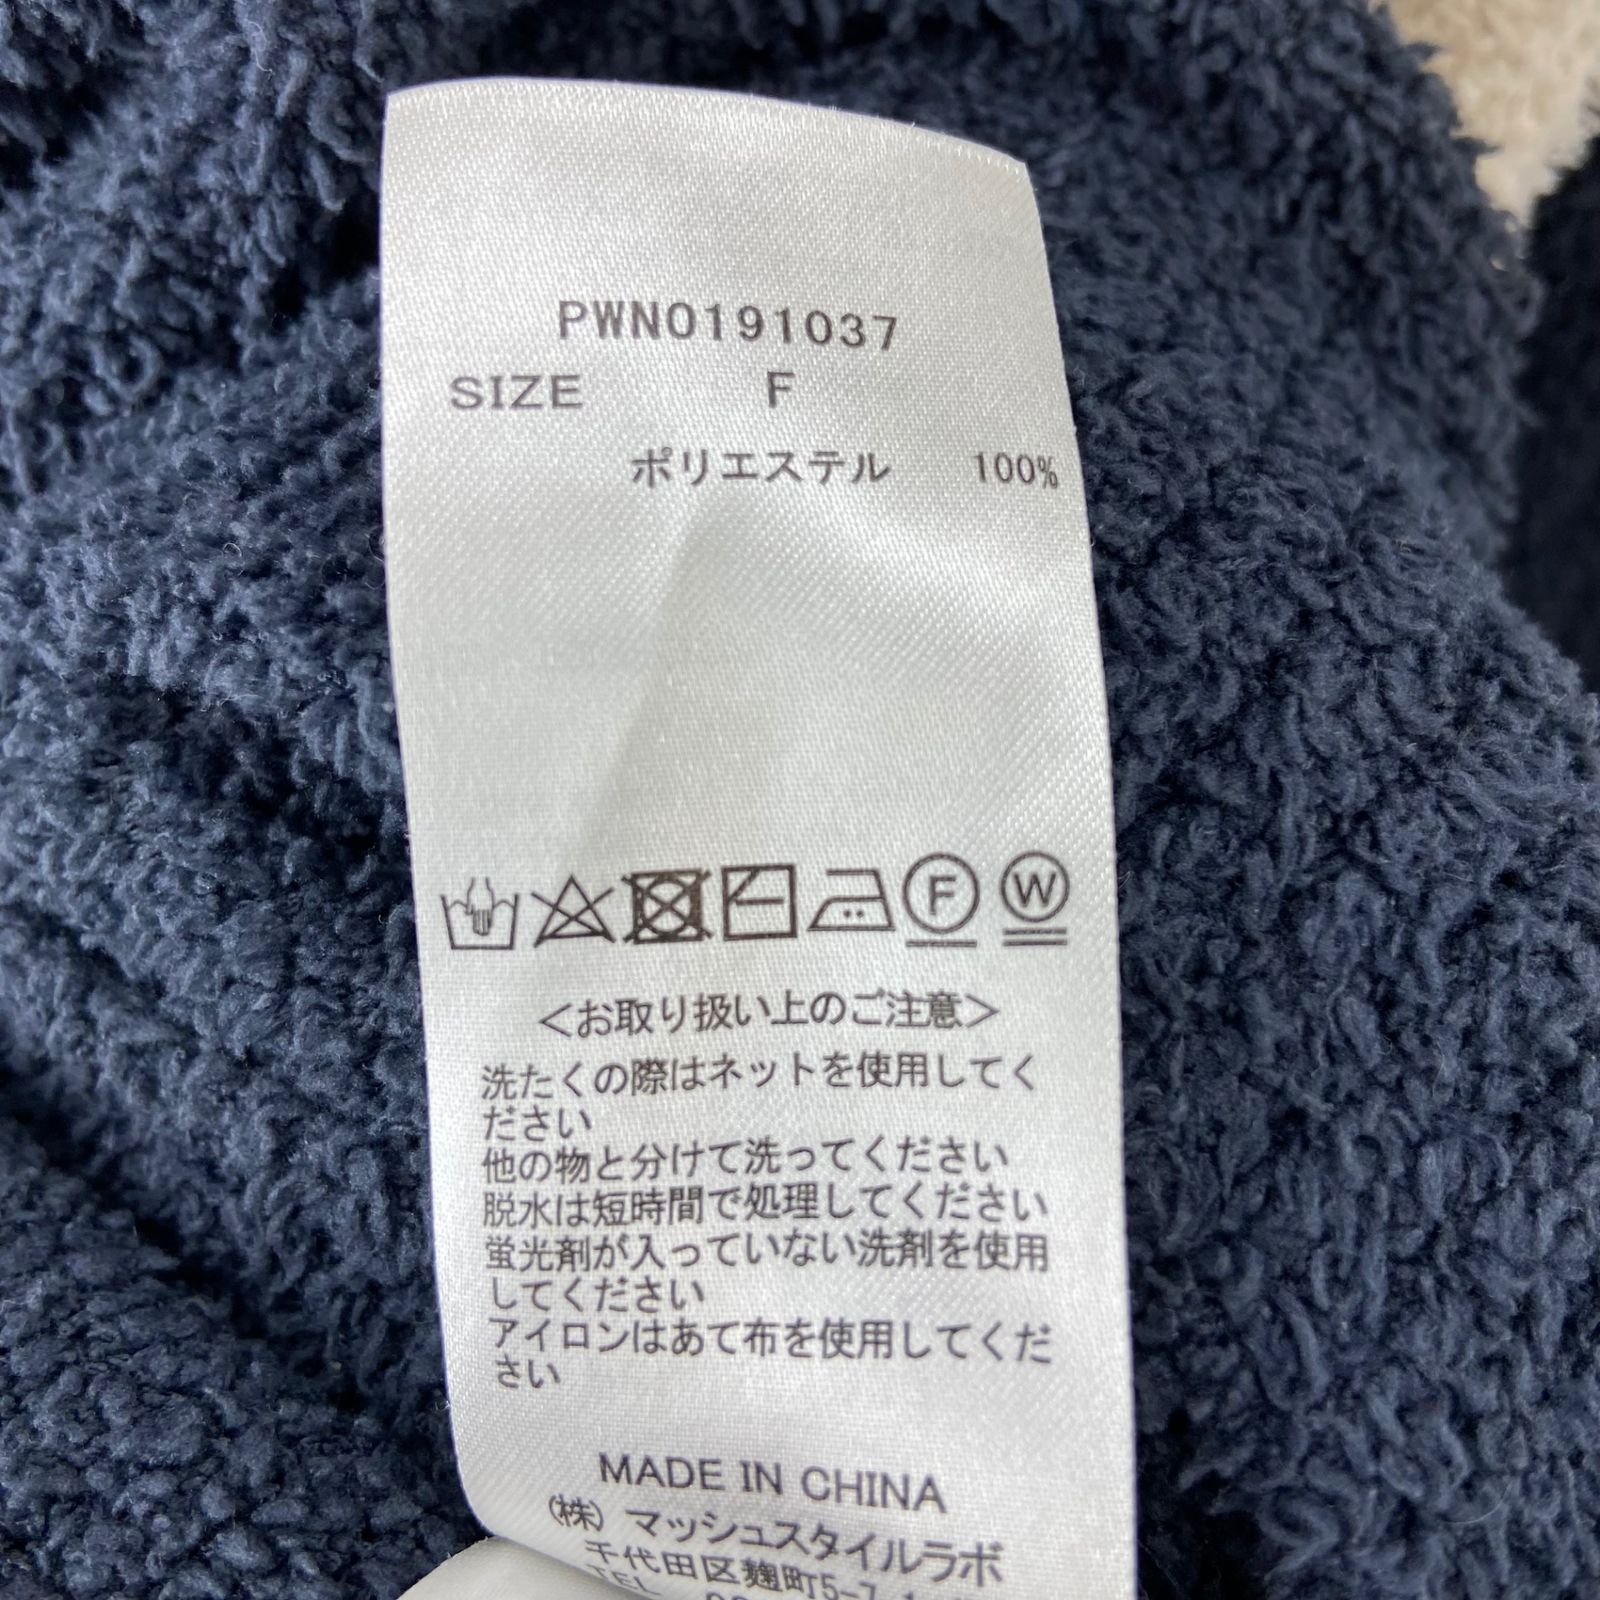 PWNO191037
SIZE F
ポリエステル 100%
F W
<お取り扱い上のご注意>
洗たくの際はネットを使用してく
ださい
他の物と分けて洗ってください
脱水は短時間で処理してください
蛍光剤が入っていない洗剤を使用
してください
アイロンはあて布を使用してくだ
さい
MADE IN CHINA
(株)マッシュスタイルラボ
千代田区麹町5-7
TEL